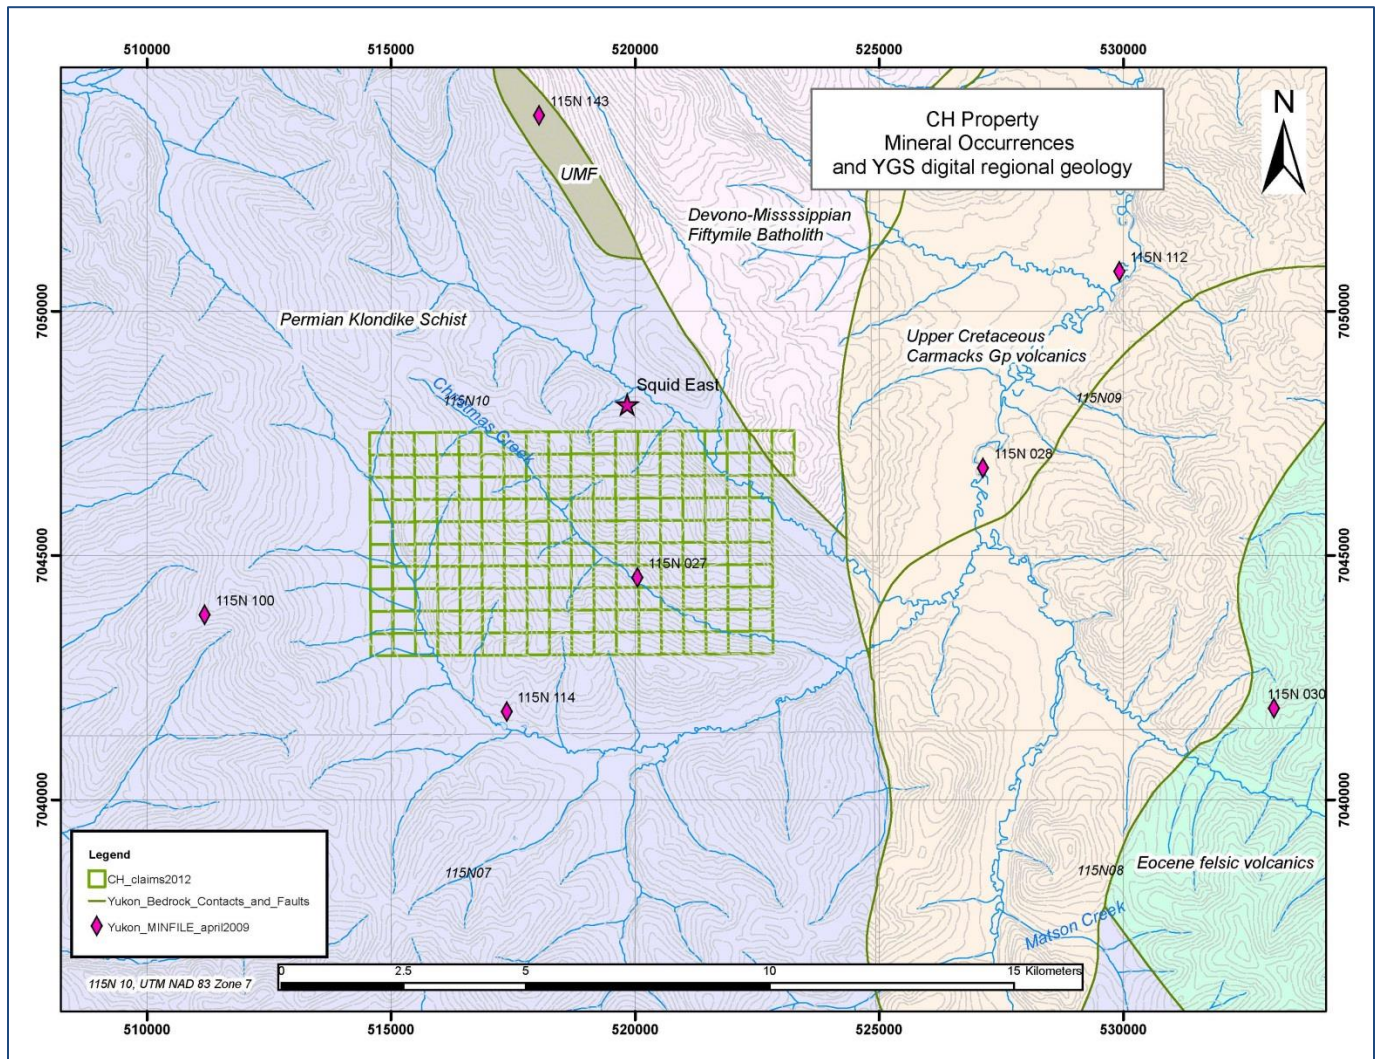 510000
515000
520000
525000
530000
115N 143
CH Property
Mineral Occurrences
and YGS digital regional geology
N
UMF
Devono-Misssssippian
Fiftymile Batholith
115N 112
7050000
7050000
Permian Klondike Schist
Upper Cretaceous
Carmacks Gp volcanics
Squid East
Christmas Creek
115N10
115N09
115N 028
7045000
7045000
115N 027
115N 100
115N 114
115N 030
7040000
7040000
Legend
CH_claims2012
Yukon_Bedrock_Contacts_and_Faults
Yukon_MINFILE_april2009
115N07
115N08
Eocene felsic volcanics
Matson Creek
115N 10, UTM NAD 83 Zone 7
0
2.5
5
10
15 Kilometers
510000
515000
520000
525000
530000